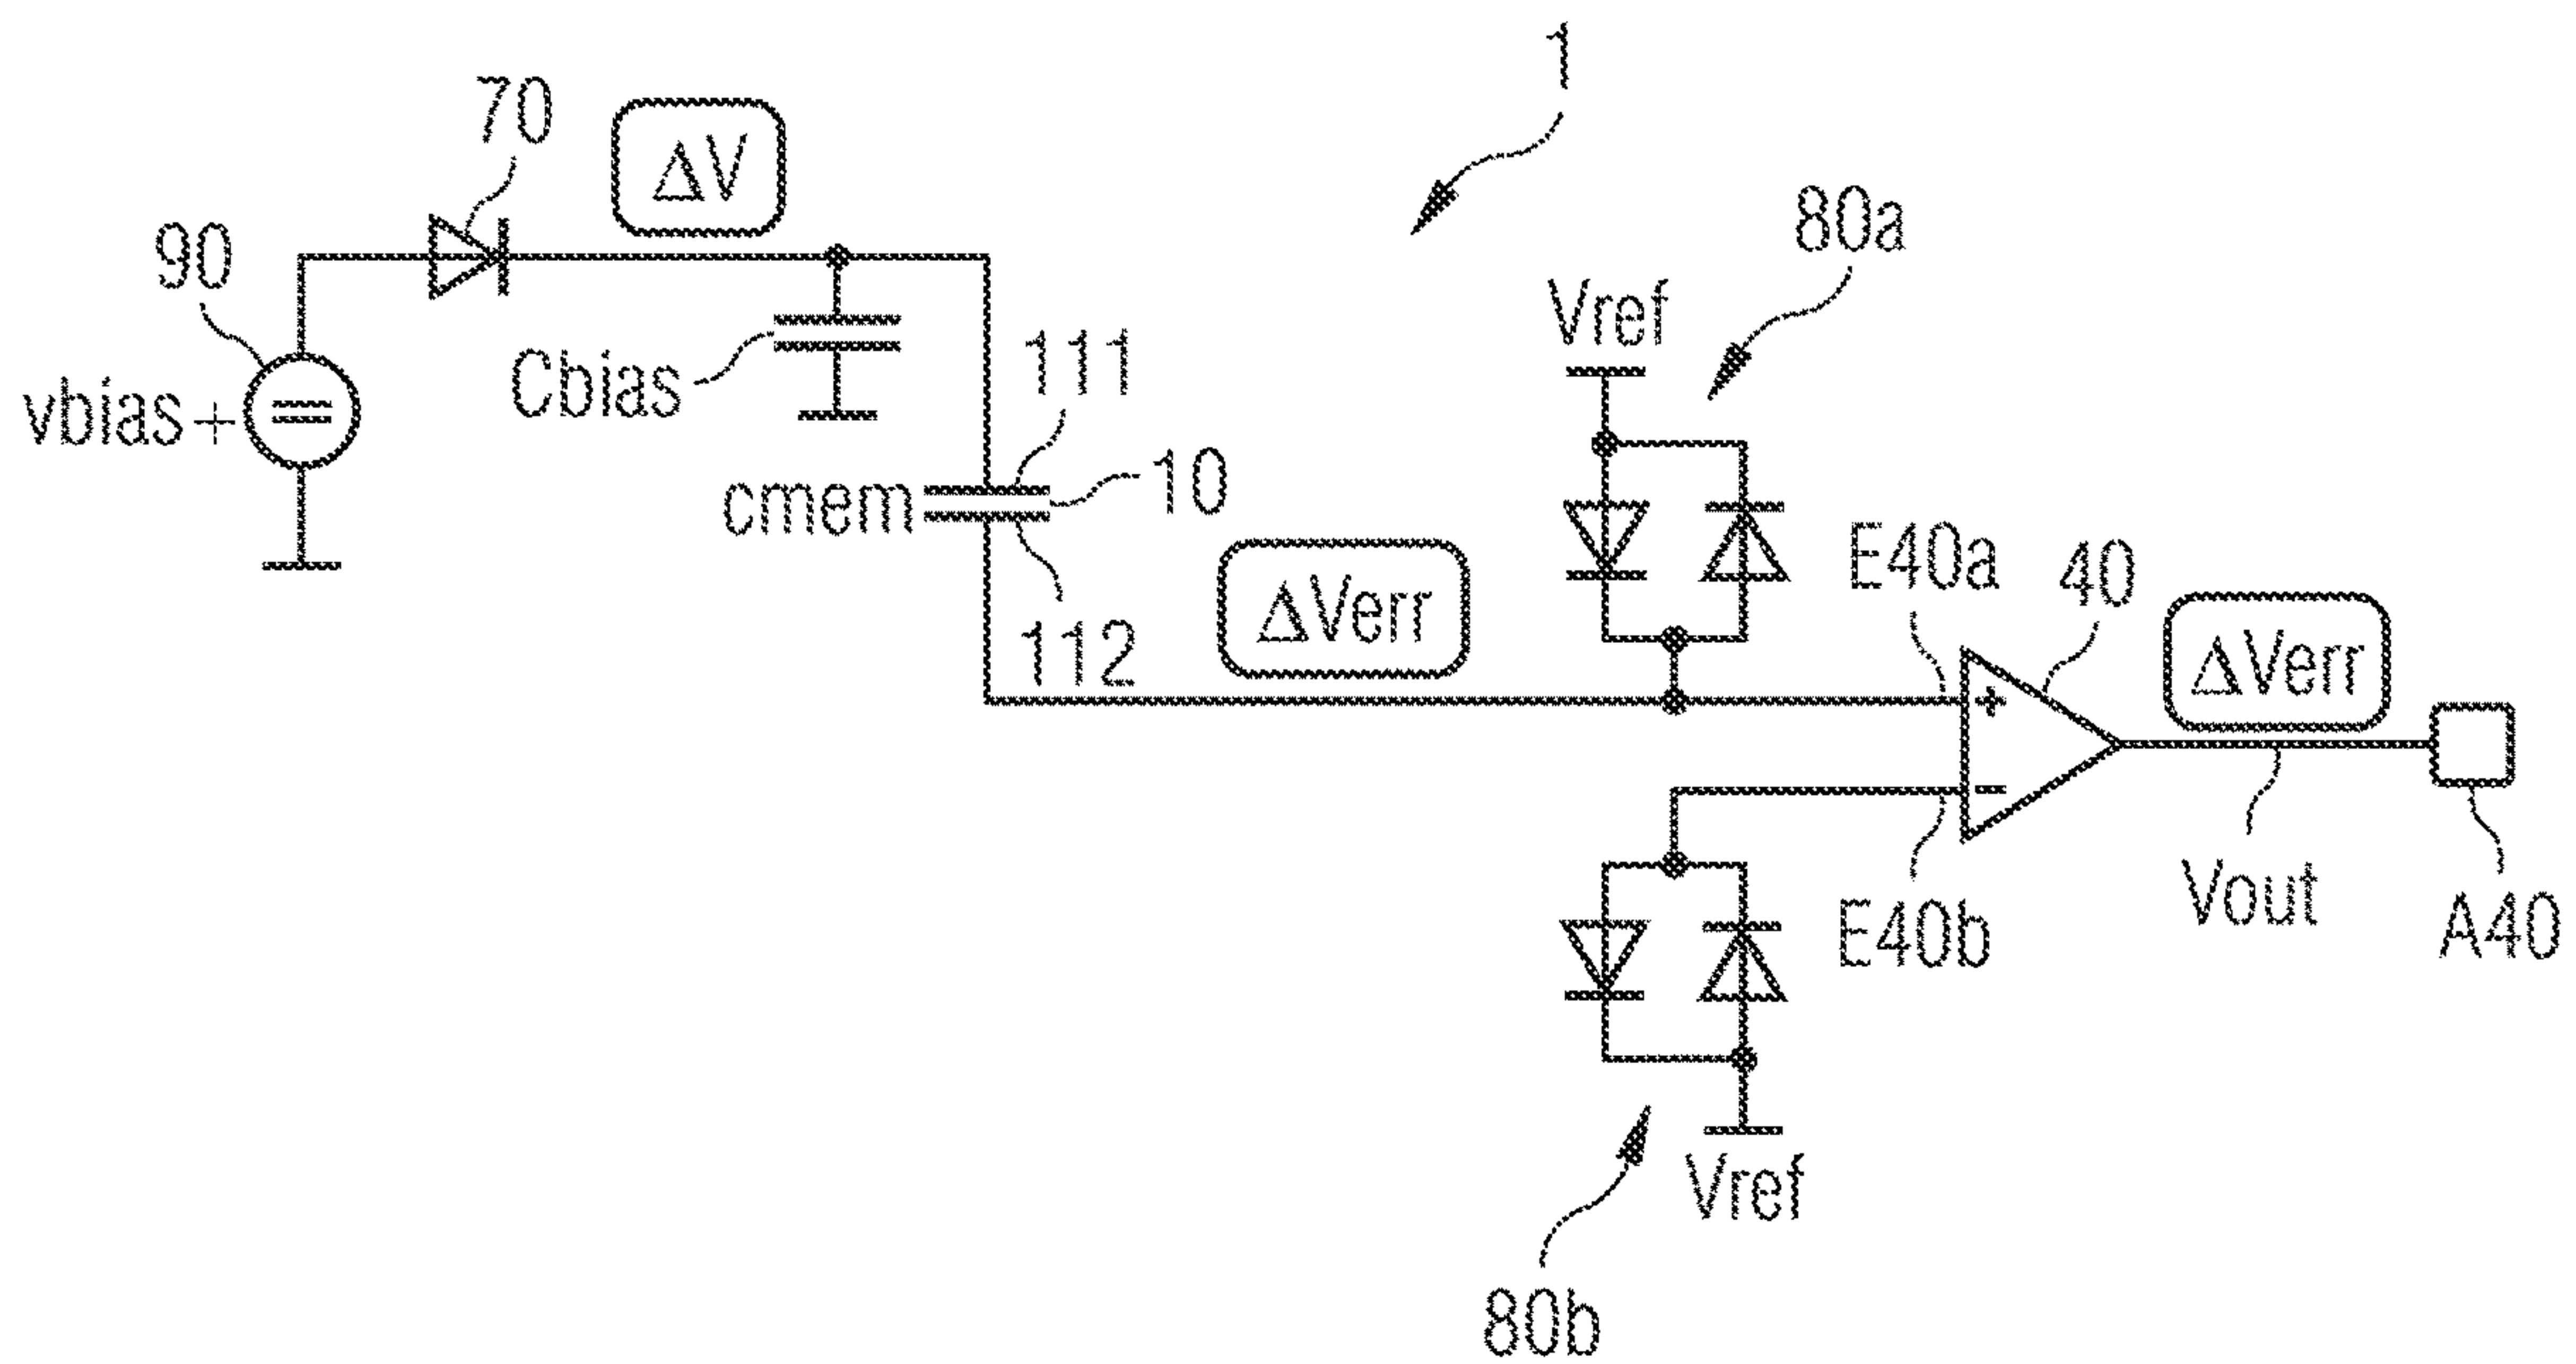 1
70
ΔV
80a
90
Vref
Cbias
111
vbias+
10
cmem
E40a
40
ΔVerr
ΔVerr
112
+
-
Vout
E40b
A40
Vref
80b